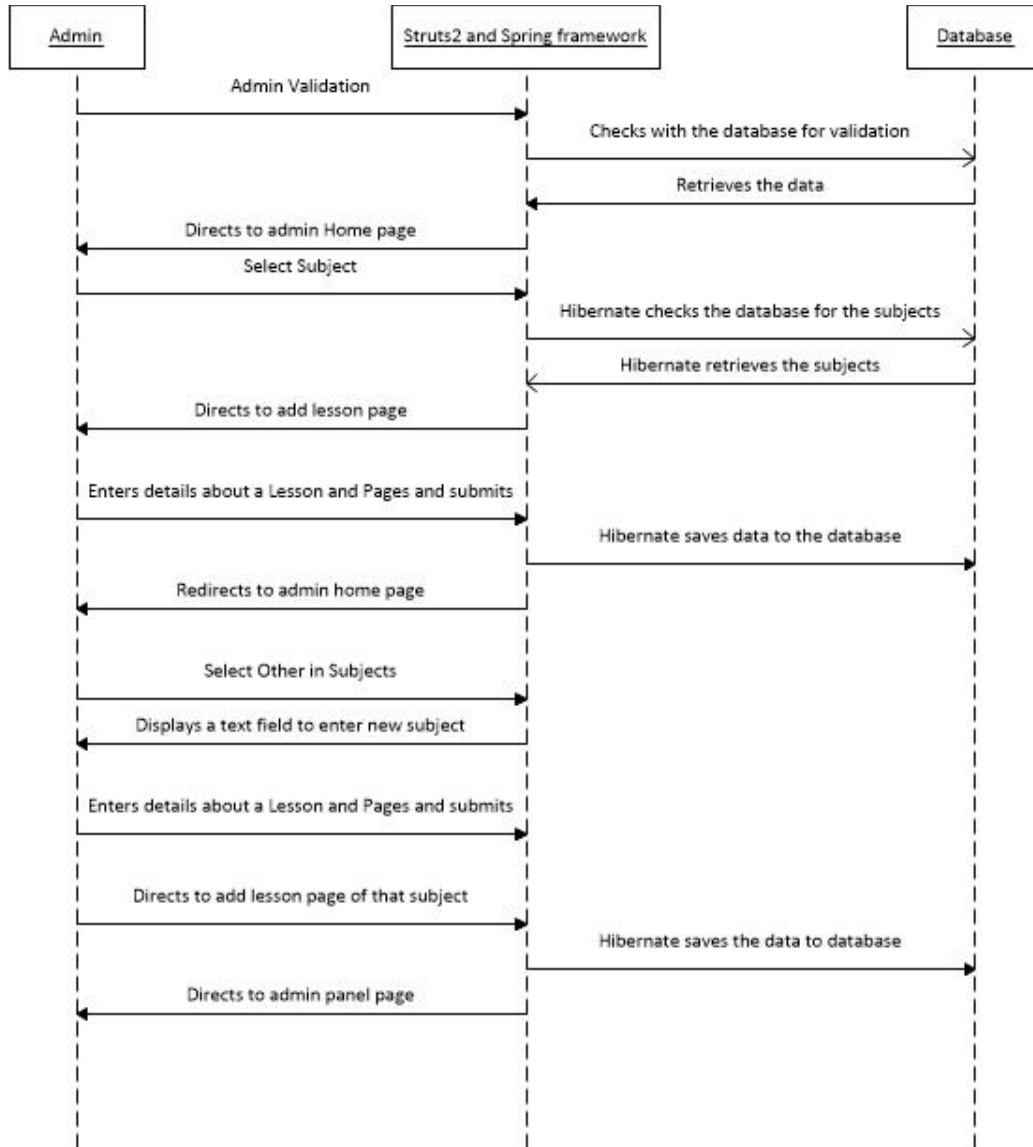 Admin
Struts2 and Spring framework
Database
Admin Validation
Checks with the database for validation
Retrieves the data
Directs to admin Home page
Select Subject
Hibernate checks the database for the subjects
Hibernate retrieves the subjects
Directs to add lesson page
Enters details about a Lesson and Pages and submits
Hibernate saves data to the database
Redirects to admin home page
Select Other in Subjects
Displays a text field to enter new subject
Enters details about a Lesson and Pages and submits
Directs to add lesson page of that subject
Hibernate saves the data to database
Directs to admin panel page